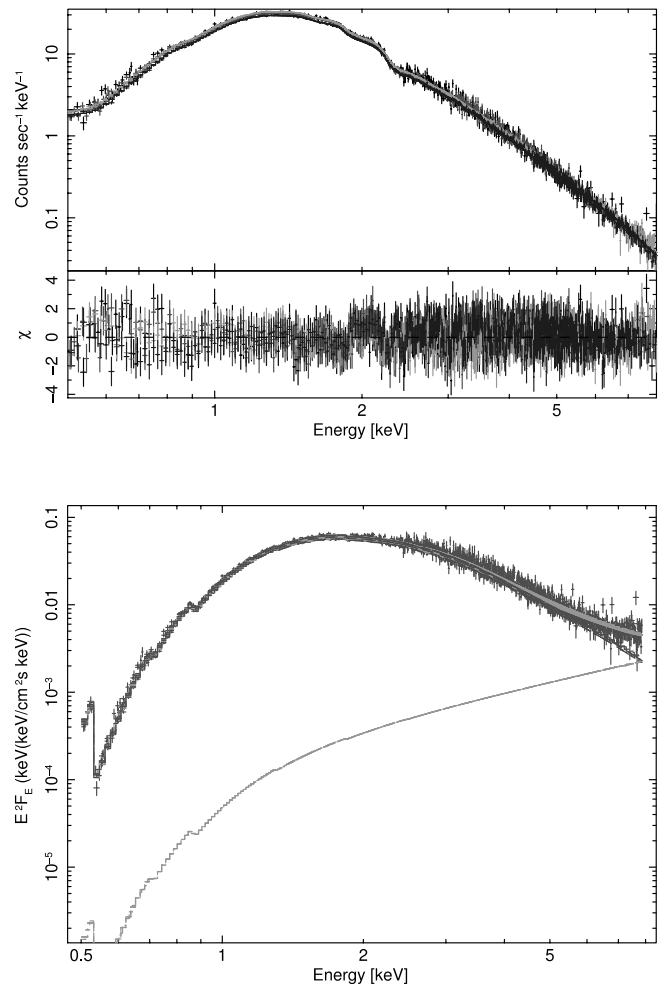 10
1
0.1
Counts sec⁻¹ keV⁻¹
4
2
0
−2
−4
χ
1 2 5
Energy [keV]
0.1
0.01
10⁻³
10⁻⁴
10⁻⁵
E²F_E (keV(keV/cm²s keV))
0.5 1 2 5
Energy [keV]